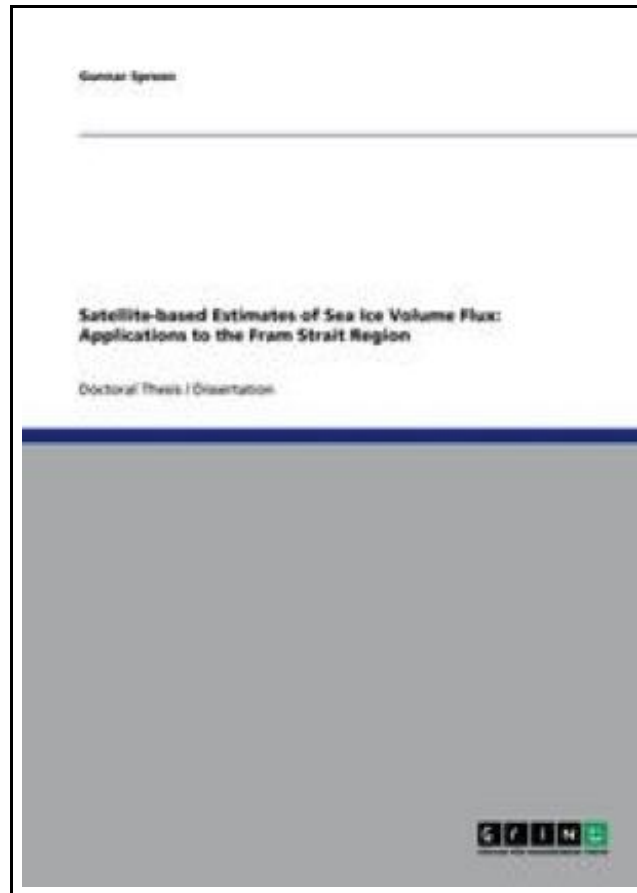 Gunnar Spreen
Satellite-based Estimates of Sea Ice Volume Flux:
Applications to the Fram Strait Region
Doctoral Thesis / Dissertation
GRIN